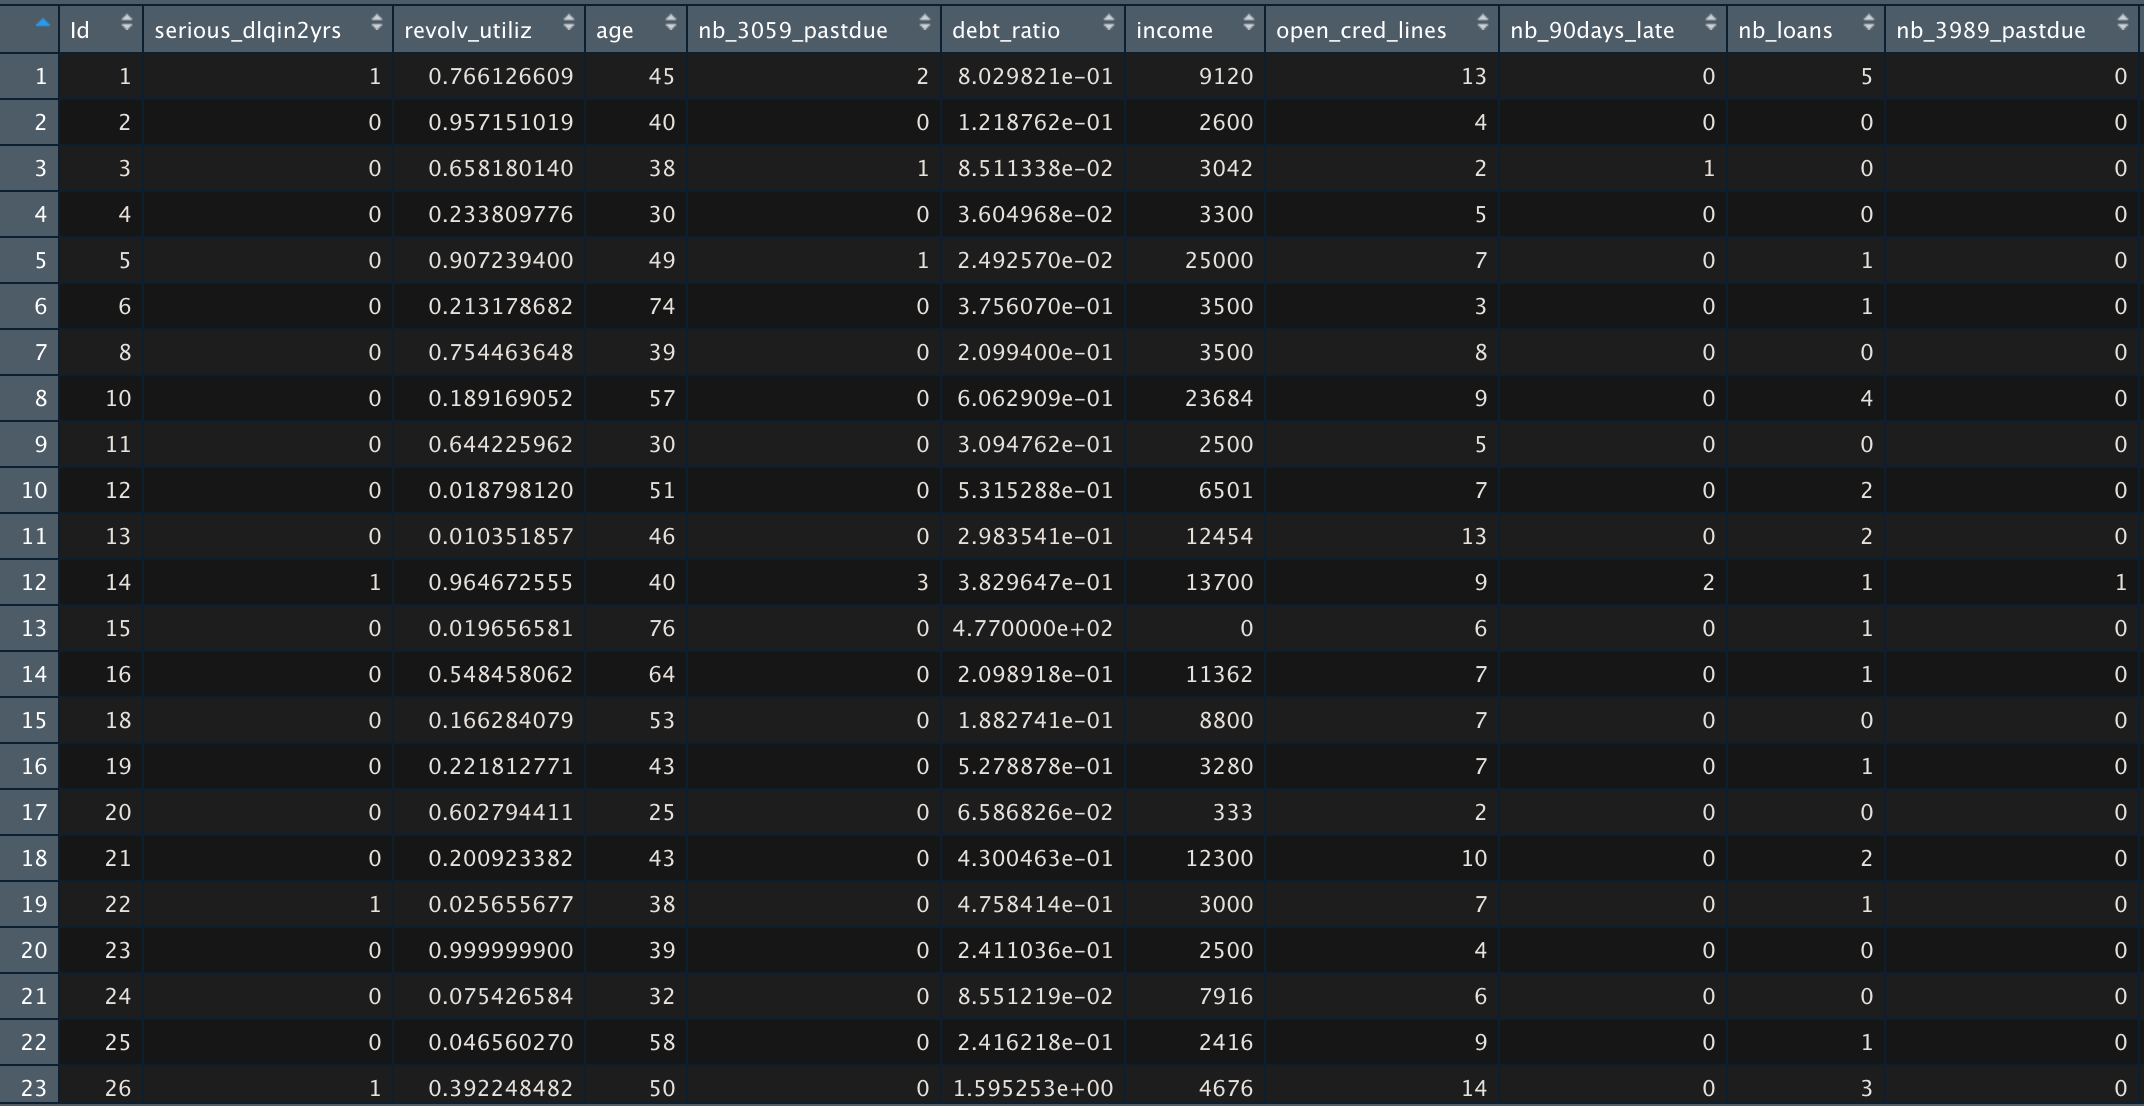 Id serious_dlqin2yrs revolv_utiliz age nb_3059_pastdue debt_ratio income open_cred_lines nb_90days_late nb_loans nb_3989_pastdue
1 1 1 0.766126609 45 2 8.029821e-01 9120 13 0 5 0
2 2 0 0.957151019 40 0 1.218762e-01 2600 4 0 0 0
3 3 0 0.658180140 38 1 8.511338e-02 3042 2 1 0 0
4 4 0 0.233809776 30 0 3.604968e-02 3300 5 0 0 0
5 5 0 0.907239400 49 1 2.492570e-02 25000 7 0 1 0
6 6 0 0.213178682 74 0 3.756070e-01 3500 3 0 1 0
7 8 0 0.754463648 39 0 2.099400e-01 3500 8 0 0 0
8 10 0 0.189169052 57 0 6.062909e-01 23684 9 0 4 0
9 11 0 0.644225962 30 0 3.094762e-01 2500 5 0 0 0
10 12 0 0.018798120 51 0 5.315288e-01 6501 7 0 2 0
11 13 0 0.010351857 46 0 2.983541e-01 12454 13 0 2 0
12 14 1 0.964672555 40 3 3.829647e-01 13700 9 2 1 1
13 15 0 0.019656581 76 0 4.770000e+02 0 6 0 1 0
14 16 0 0.548458062 64 0 2.098918e-01 11362 7 0 1 0
15 18 0 0.166284079 53 0 1.882741e-01 8800 7 0 0 0
16 19 0 0.221812771 43 0 5.278878e-01 3280 7 0 1 0
17 20 0 0.602794411 25 0 6.586826e-02 333 2 0 0 0
18 21 0 0.200923382 43 0 4.300463e-01 12300 10 0 2 0
19 22 1 0.025655677 38 0 4.758414e-01 3000 7 0 1 0
20 23 0 0.999999900 39 0 2.411036e-01 2500 4 0 0 0
21 24 0 0.075426584 32 0 8.551219e-02 7916 6 0 0 0
22 25 0 0.046560270 58 0 2.416218e-01 2416 9 0 1 0
23 26 1 0.392248482 50 0 1.595253e+00 4676 14 0 3 0